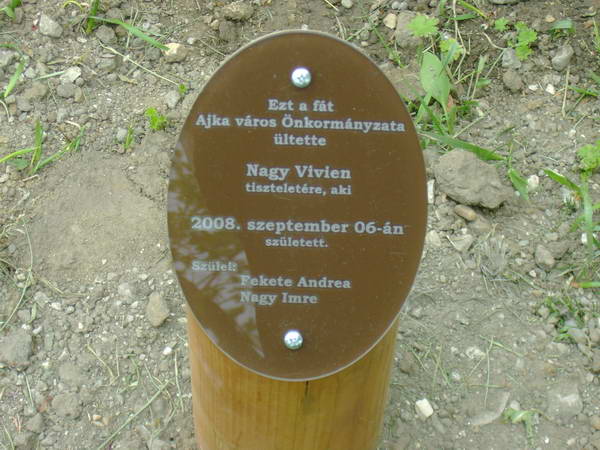 Ezt a fát
Ajka város Önkormányzata
ültette
Nagy Vivien
tiszteletére, aki
2008. szeptember 06-án
született.
Szülei:
Fekete Andrea
Nagy Imre